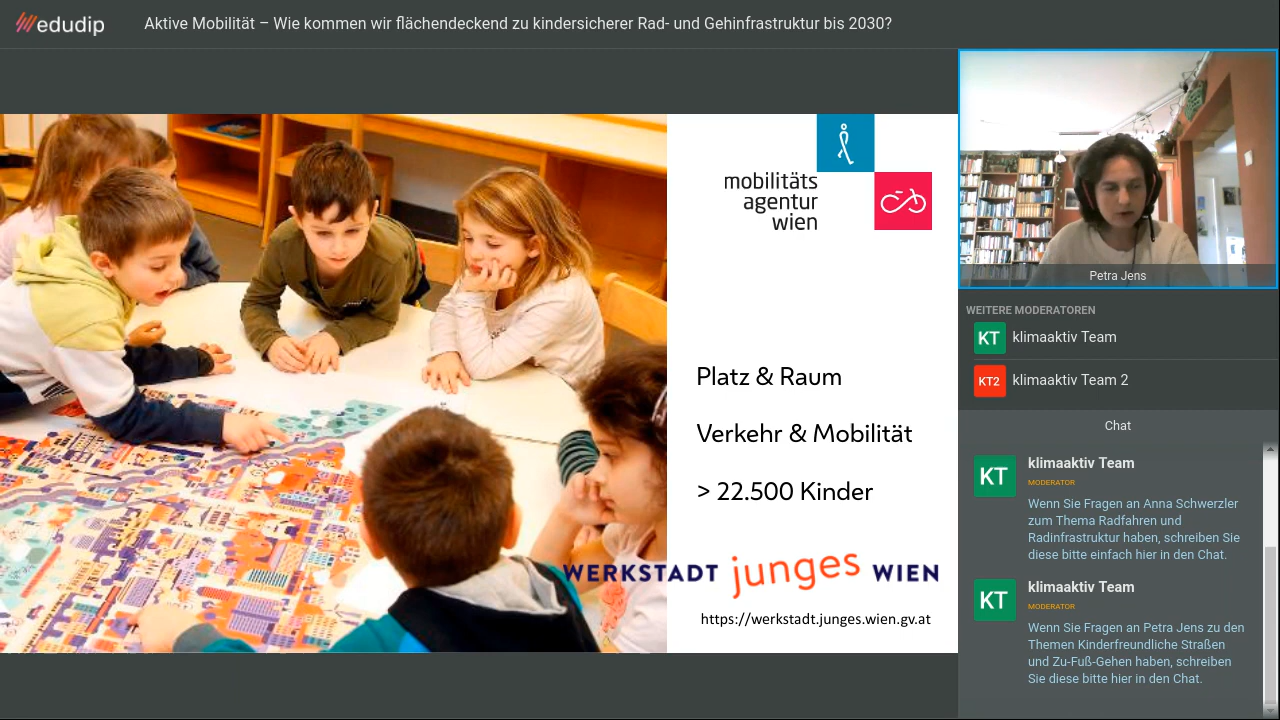 edudip
Aktive Mobilität – Wie kommen wir flächendeckend zu kindersicherer Rad- und Gehinfrastruktur bis 2030?
mobilitäts
agentur
wien
Platz & Raum
Verkehr & Mobilität
> 22.500 Kinder
WERKSTADT junges WIEN
https://werkstadt.junges.wien.gv.at
Petra Jens
WEITERE MODERATOREN
KT klimaaktiv Team
KT2 klimaaktiv Team 2
Chat
KT klimaaktiv Team
MODERATOR
Wenn Sie Fragen an Anna Schwerzler
zum Thema Radfahren und
Radinfrastruktur haben, schreiben Sie
diese bitte einfach hier in den Chat.
KT klimaaktiv Team
MODERATOR
Wenn Sie Fragen an Petra Jens zu den
Themen Kinderfreundliche Straßen
und Zu-Fuß-Gehen haben, schreiben
Sie diese bitte hier in den Chat.